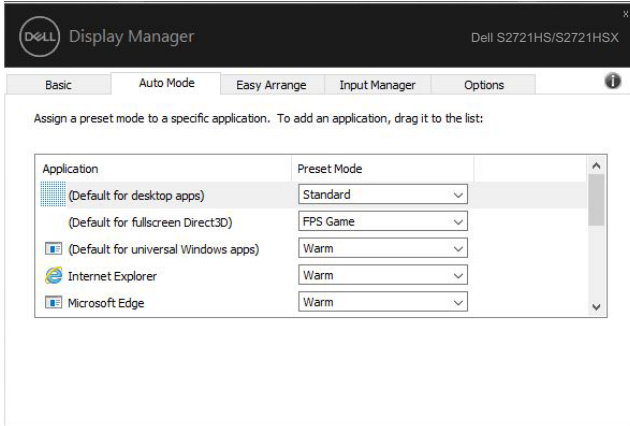 x
DELL Display Manager Dell S2721HS/S2721HSX
Basic Auto Mode Easy Arrange Input Manager Options i
Assign a preset mode to a specific application. To add an application, drag it to the list:
Application Preset Mode
(Default for desktop apps) Standard
(Default for fullscreen Direct3D) FPS Game
(Default for universal Windows apps) Warm
Internet Explorer Warm
Microsoft Edge Warm